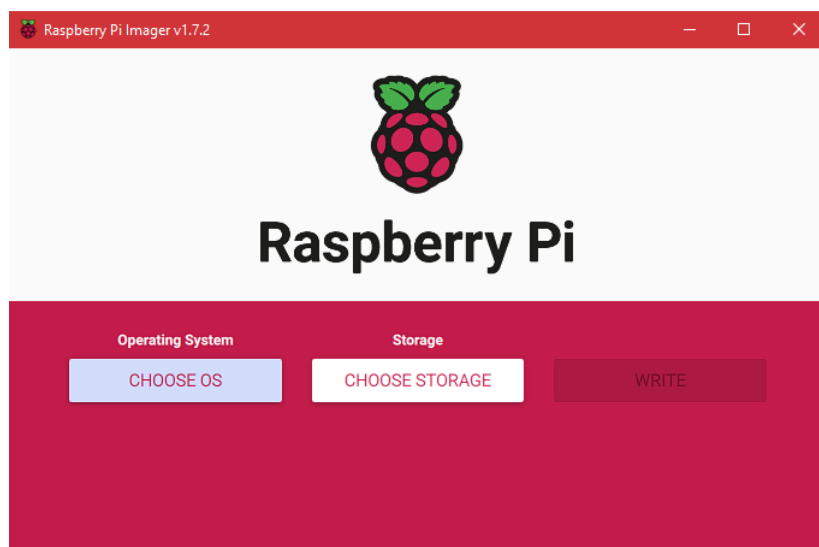 Raspberry Pi Imager v1.7.2
Raspberry Pi
Operating System
Storage
CHOOSE OS
CHOOSE STORAGE
WRITE